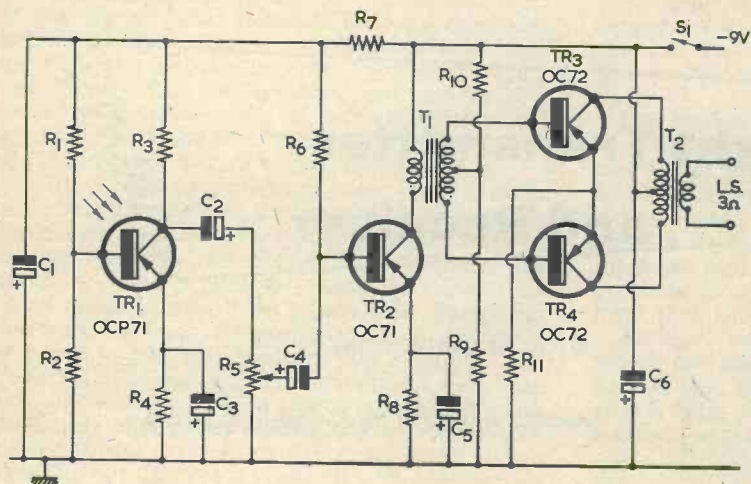 R7
S1
-9V
R1
R3
R6
R10
TR3
OC72
T1
T2
C2
L.S.
3Ω
C1
TR1
OCP71
TR2
OC71
TR4
OC72
R2
R5
C4
R9
R11
R4
C3
R8
C5
C6
+
+
+
+
+
+